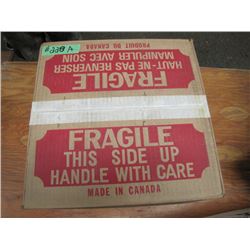 #228 A
PRODUIT DU CANADA
MANIPULER AVEC SOIN
HAUT-NE PAS RENVERSER
FRAGILE
FRAGILE
THIS SIDE UP
HANDLE WITH CARE
MADE IN CANADA